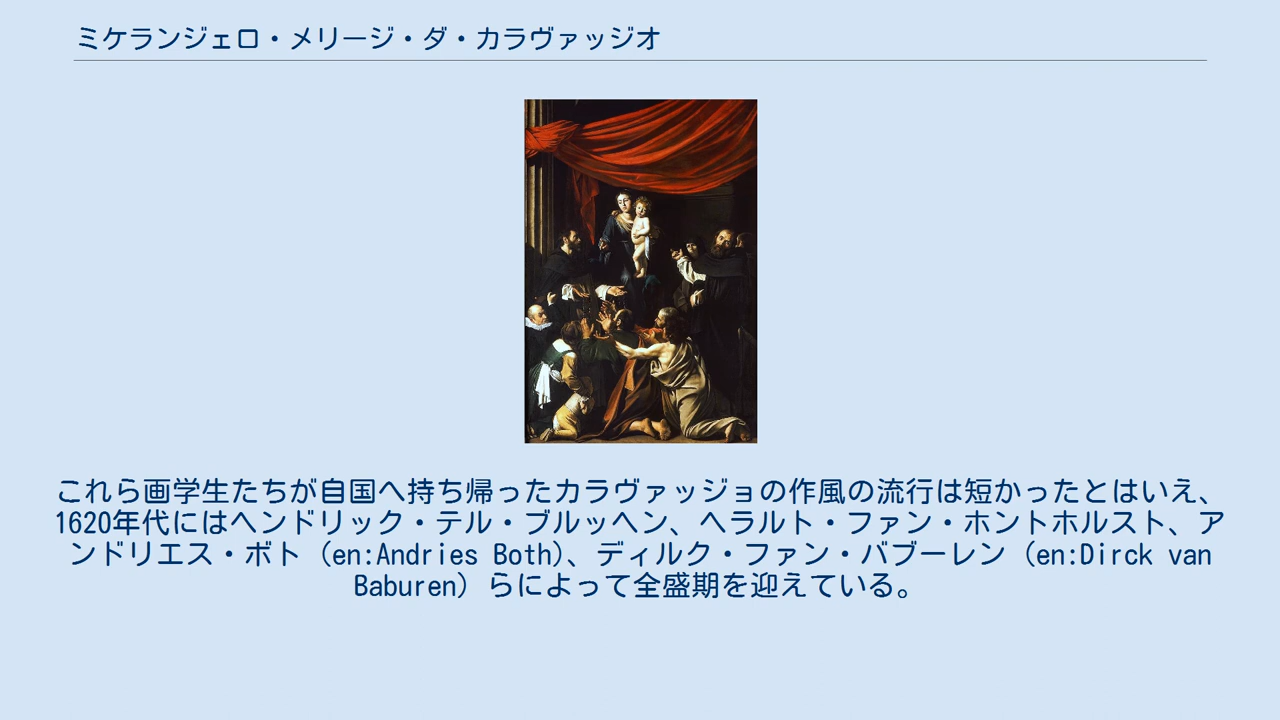 ミケランジェロ・メリージ・ダ・カラヴァッジオ
これら画学生たちが自国へ持ち帰ったカラヴァッジョの作風の流行は短かったとはいえ、
1620年代にはヘンドリック・テル・ブルッヘン、ヘラルト・ファン・ホントホルスト、ア
ンドリエス・ボト（en:Andries Both)、ディルク・ファン・バブーレン（en:Dirck van
Baburen）らによって全盛期を迎えている。